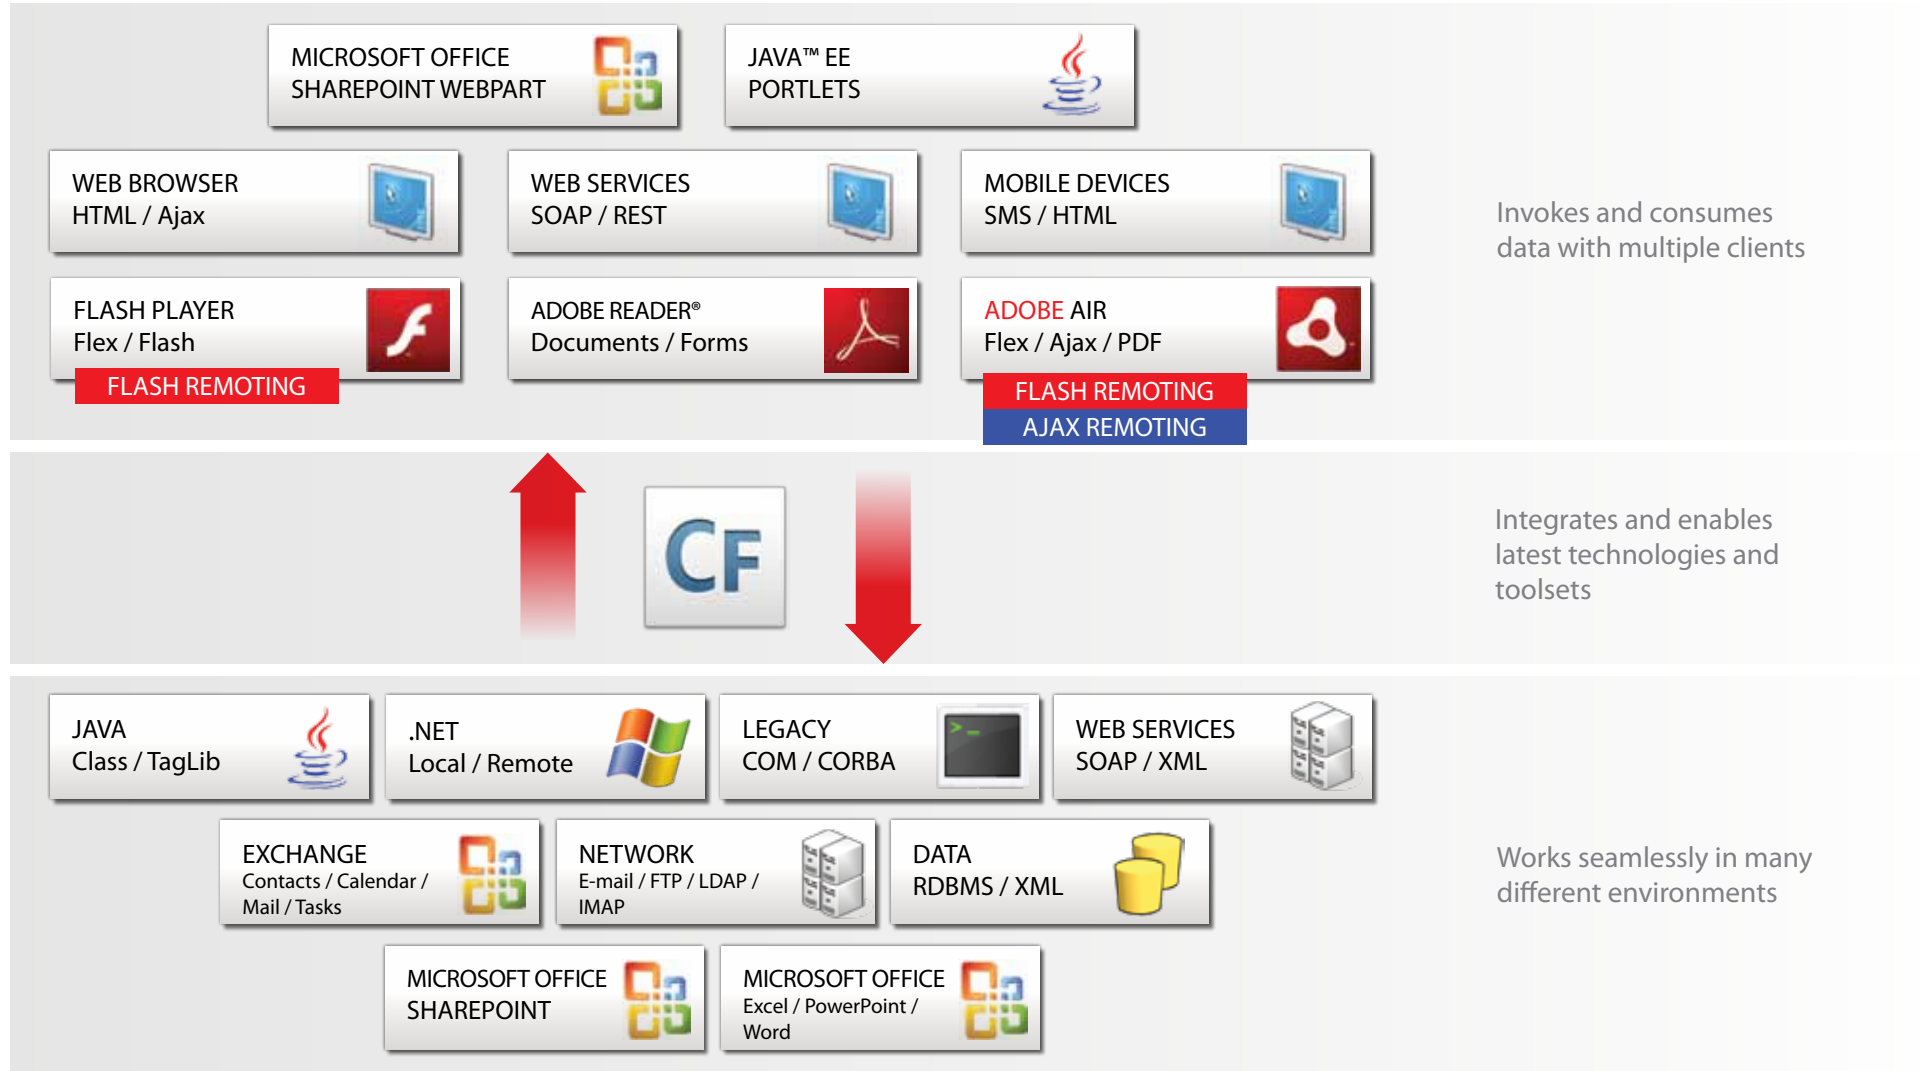 MICROSOFT OFFICE
SHAREPOINT WEBPART
JAVA™ EE
PORTLETS
WEB BROWSER
HTML / Ajax
WEB SERVICES
SOAP / REST
MOBILE DEVICES
SMS / HTML
Invokes and consumes
data with multiple clients
FLASH PLAYER
Flex / Flash
FLASH REMOTING
ADOBE READER®
Documents / Forms
ADOBE AIR
Flex / Ajax / PDF
FLASH REMOTING
AJAX REMOTING
CF
Integrates and enables
latest technologies and
toolsets
JAVA
Class / TagLib
.NET
Local / Remote
LEGACY
COM / CORBA
WEB SERVICES
SOAP / XML
EXCHANGE
Contacts / Calendar /
Mail / Tasks
NETWORK
E-mail / FTP / LDAP /
IMAP
DATA
RDBMS / XML
Works seamlessly in many
different environments
MICROSOFT OFFICE
SHAREPOINT
MICROSOFT OFFICE
Excel / PowerPoint /
Word